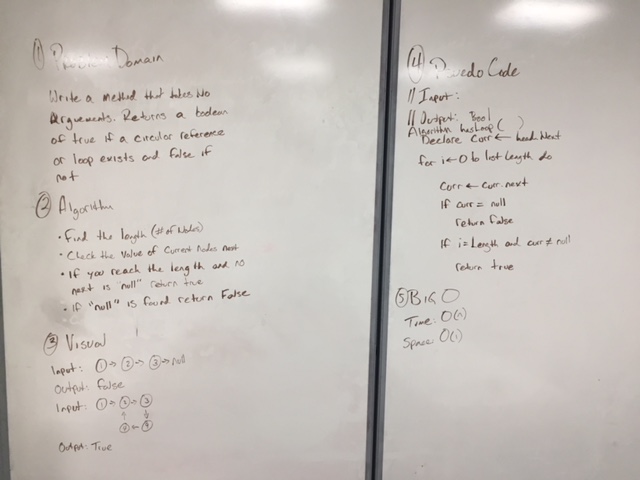 ① Problem Domain
Write a method that takes no
arguements. Returns a boolean
of true if a circular reference
or loop exists and false if
not
② Algorithm
• Find the length (# of Nodes)
• Check the value of current nodes next
• If you reach the length and no
next is "null" return true
• If "null" is found return False
③ Visual
Input: ① → ② → ③ → null
Output: false
Input: ① → ② → ③
↑ ↓
← 
Output: True
④ Psuedo Code
// Input:
// Output: Bool
Algorithm hasLoop( )
Declare Curr ← head.Next
for i ← 0 to list length do
Curr ← curr.next
If curr = null
return False
If i = Length and curr ≠ null
return true
⑤ Big O
Time: O(n)
Space: O(1)